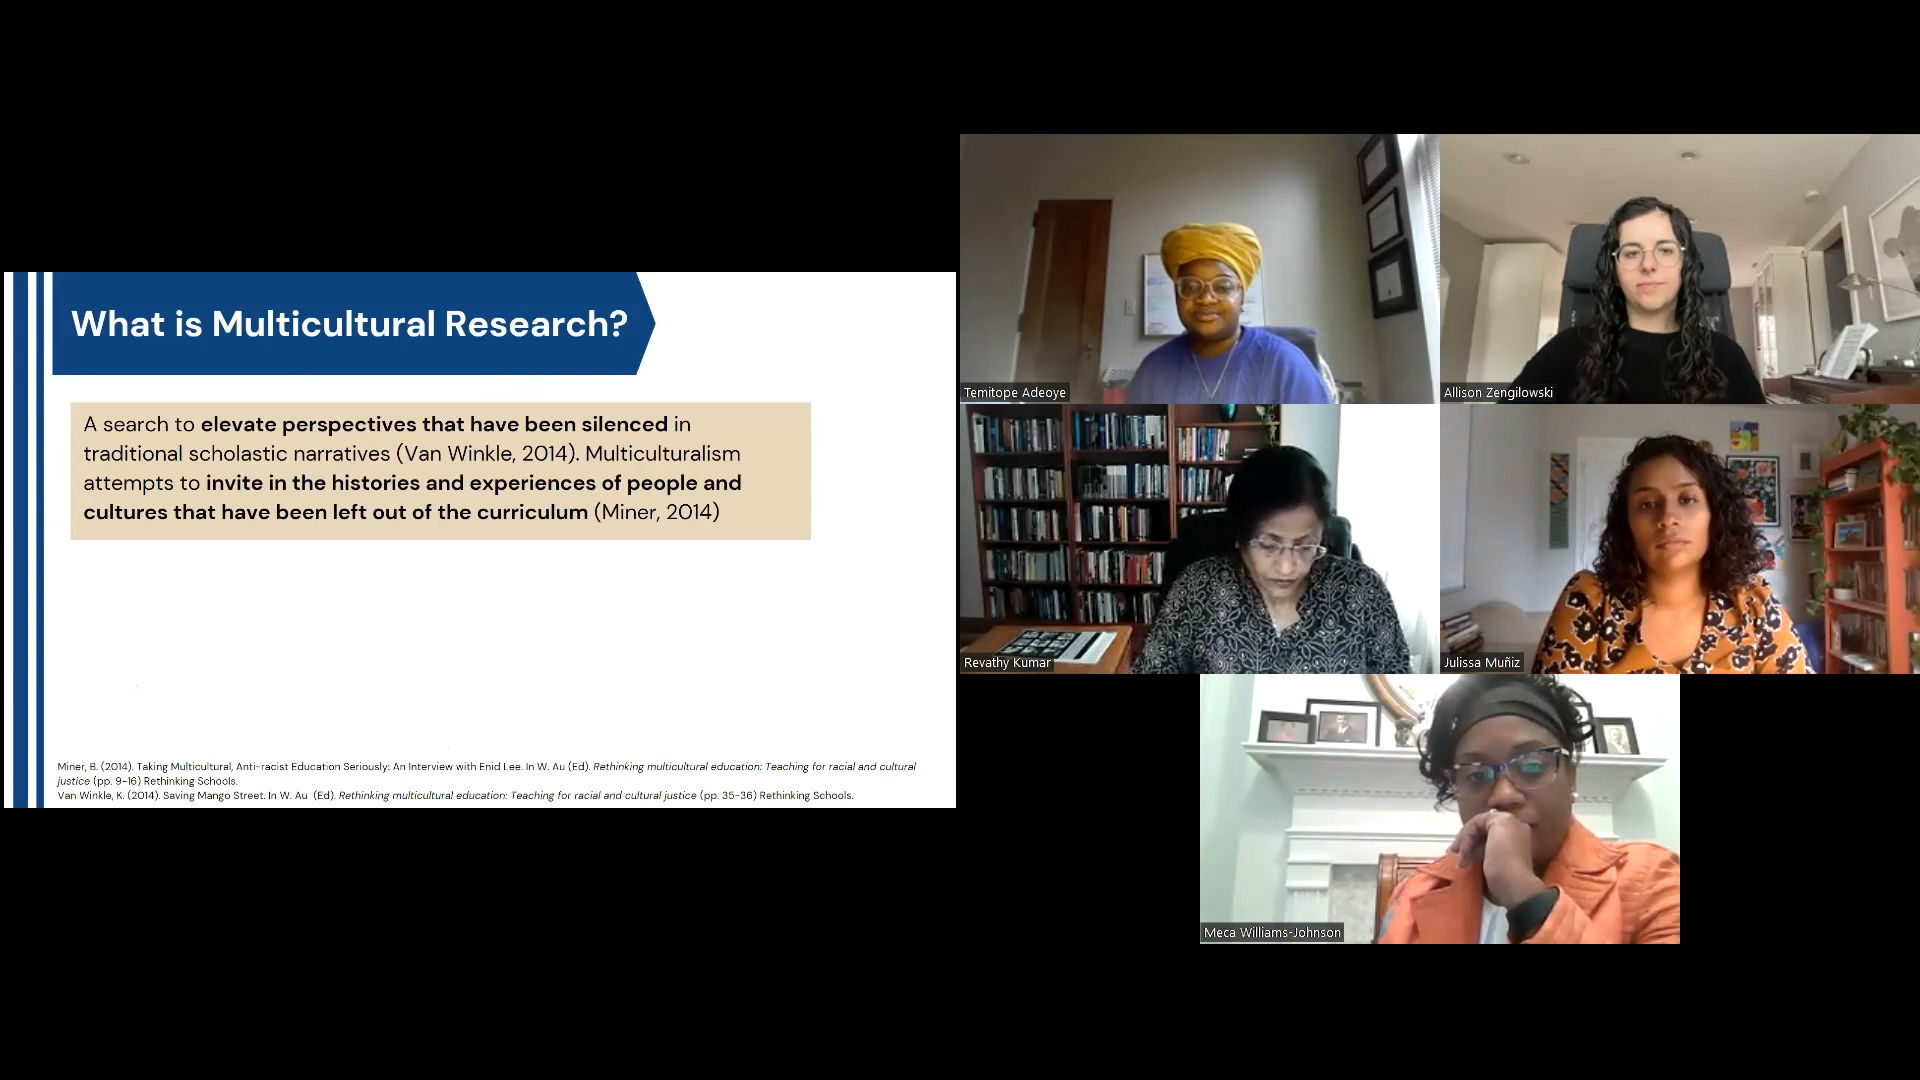 What is Multicultural Research?
A search to elevate perspectives that have been silenced in
traditional scholastic narratives (Van Winkle, 2014). Multiculturalism
attempts to invite in the histories and experiences of people and
cultures that have been left out of the curriculum (Miner, 2014)
Miner, B. (2014). Taking Multicultural, Anti-racist Education Seriously: An Interview with Enid Lee. In W. Au (Ed). Rethinking multicultural education: Teaching for racial and cultural
justice (pp. 9-16) Rethinking Schools.
Van Winkle, K. (2014). Saving Mango Street. In W. Au (Ed). Rethinking multicultural education: Teaching for racial and cultural justice (pp. 35-36) Rethinking Schools.
Temitope Adeoye
Allison Zengilowski
Revathy Kumar
Julissa Muñiz
Meca Williams-Johnson